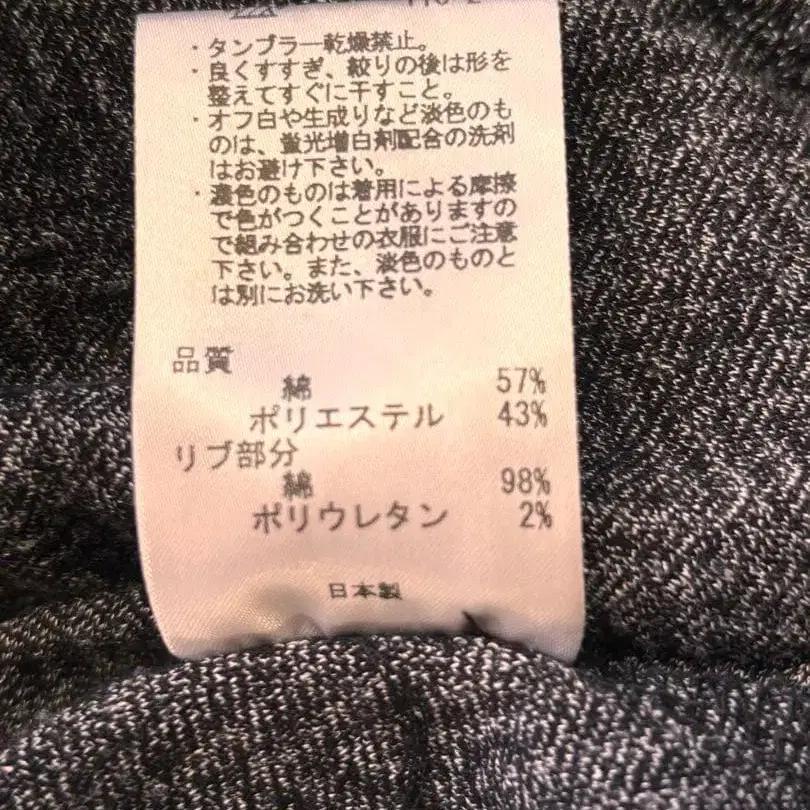 ・タンブラー乾燥禁止。
・良くすすぎ、絞りの後は形を
整えてすぐに干すこと。
・オフ白や生成りなど淡色のも
のは、蛍光増白剤配合の洗剤
はお避け下さい。
・濃色のものは着用による摩擦
で色がつくことがありますの
で組み合わせの衣服にご注意
下さい。また、淡色のものと
は別にお洗い下さい。
品質
綿 57%
ポリエステル 43%
リブ部分
綿 98%
ポリウレタン 2%
日本製